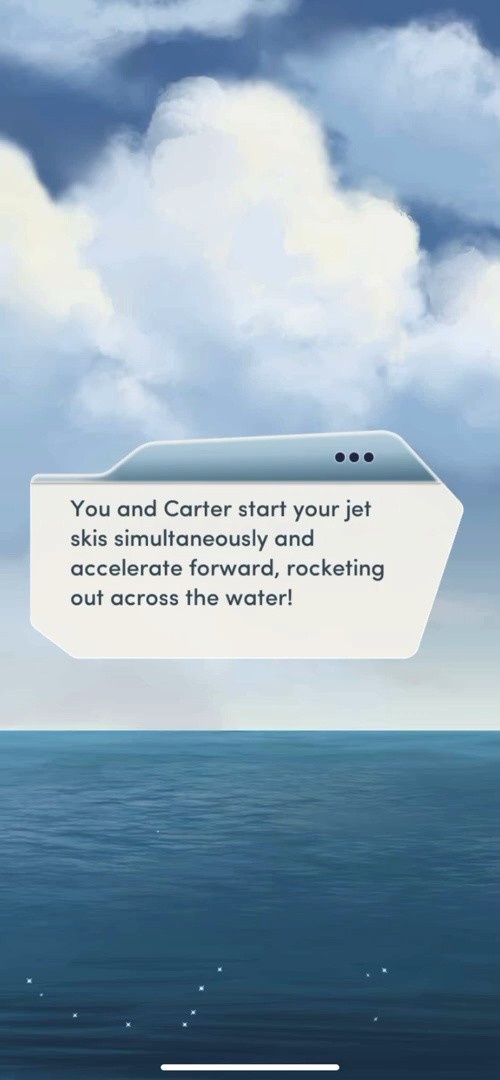 You and Carter start your jet
skis simultaneously and
accelerate forward, rocketing
out across the water!